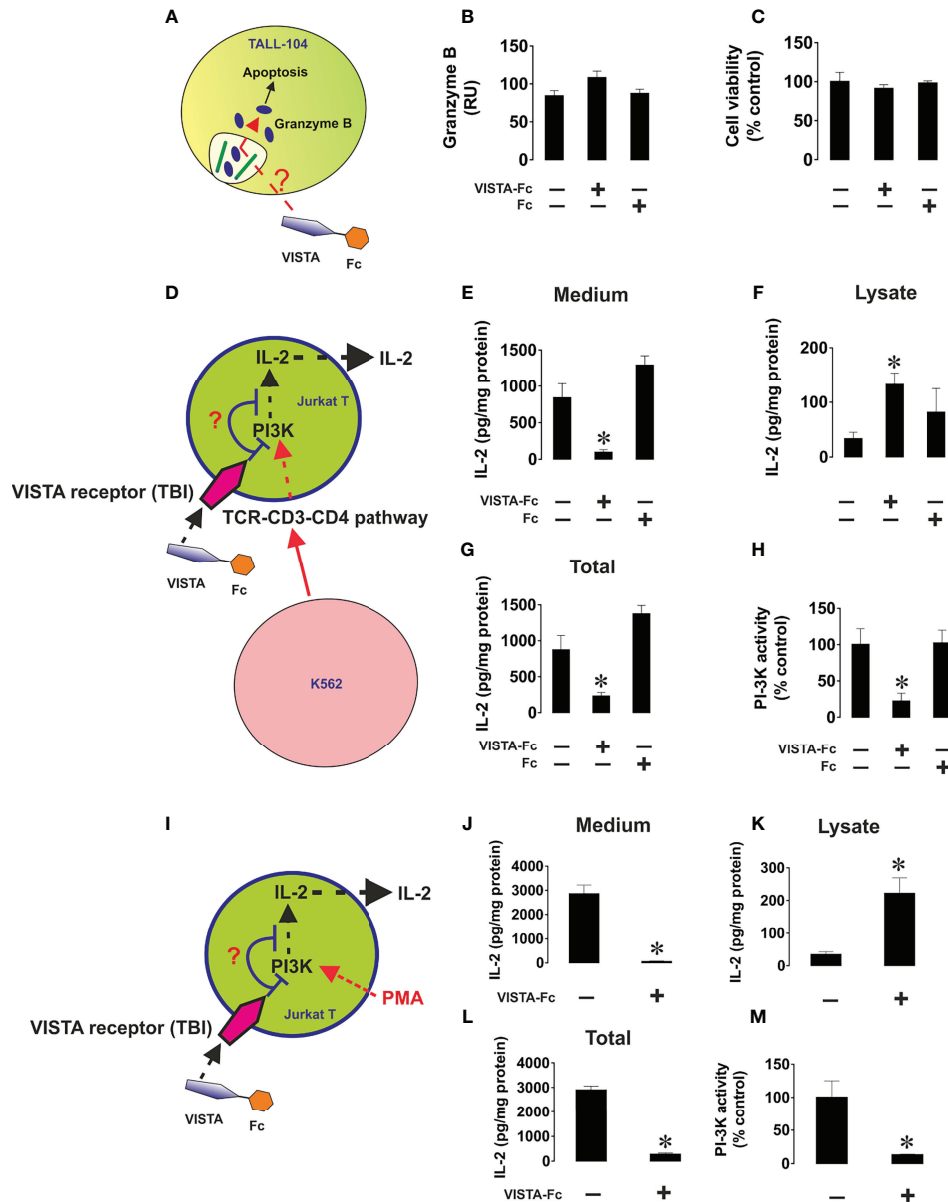 A
TALL-104
Apoptosis
Granzyme B
?
VISTA
Fc
B
Granzyme B
(RU)
150
100
50
0
VISTA-Fc − + −
Fc − − +
C
Cell viability
(% control)
150
100
50
0
− + −
− − +
D
IL-2
IL-2
Jurkat T
?
PI3K
VISTA receptor (TBI)
TCR-CD3-CD4 pathway
VISTA
Fc
K562
E
Medium
IL-2 (pg/mg protein)
1500
1000
500
0
*
VISTA-Fc − + −
Fc − − +
F
Lysate
IL-2 (pg/mg protein)
200
100
0
*
− + −
− − +
G
Total
IL-2 (pg/mg protein)
1500
1000
500
0
*
VISTA-Fc − + −
Fc − − +
H
PI-3K activity
(% control)
150
100
50
0
*
VISTA-Fc − + −
Fc − − +
I
IL-2
IL-2
?
PI3K
Jurkat T
PMA
VISTA receptor (TBI)
VISTA
Fc
J
Medium
IL-2 (pg/mg protein)
4000
3000
2000
1000
0
*
VISTA-Fc − +
K
Lysate
IL-2 (pg/mg protein)
300
200
100
0
*
− +
L
Total
IL-2 (pg/mg protein)
4000
3000
2000
1000
0
*
VISTA-Fc − +
M
PI-3K activity
(% control)
150
100
50
0
*
− +